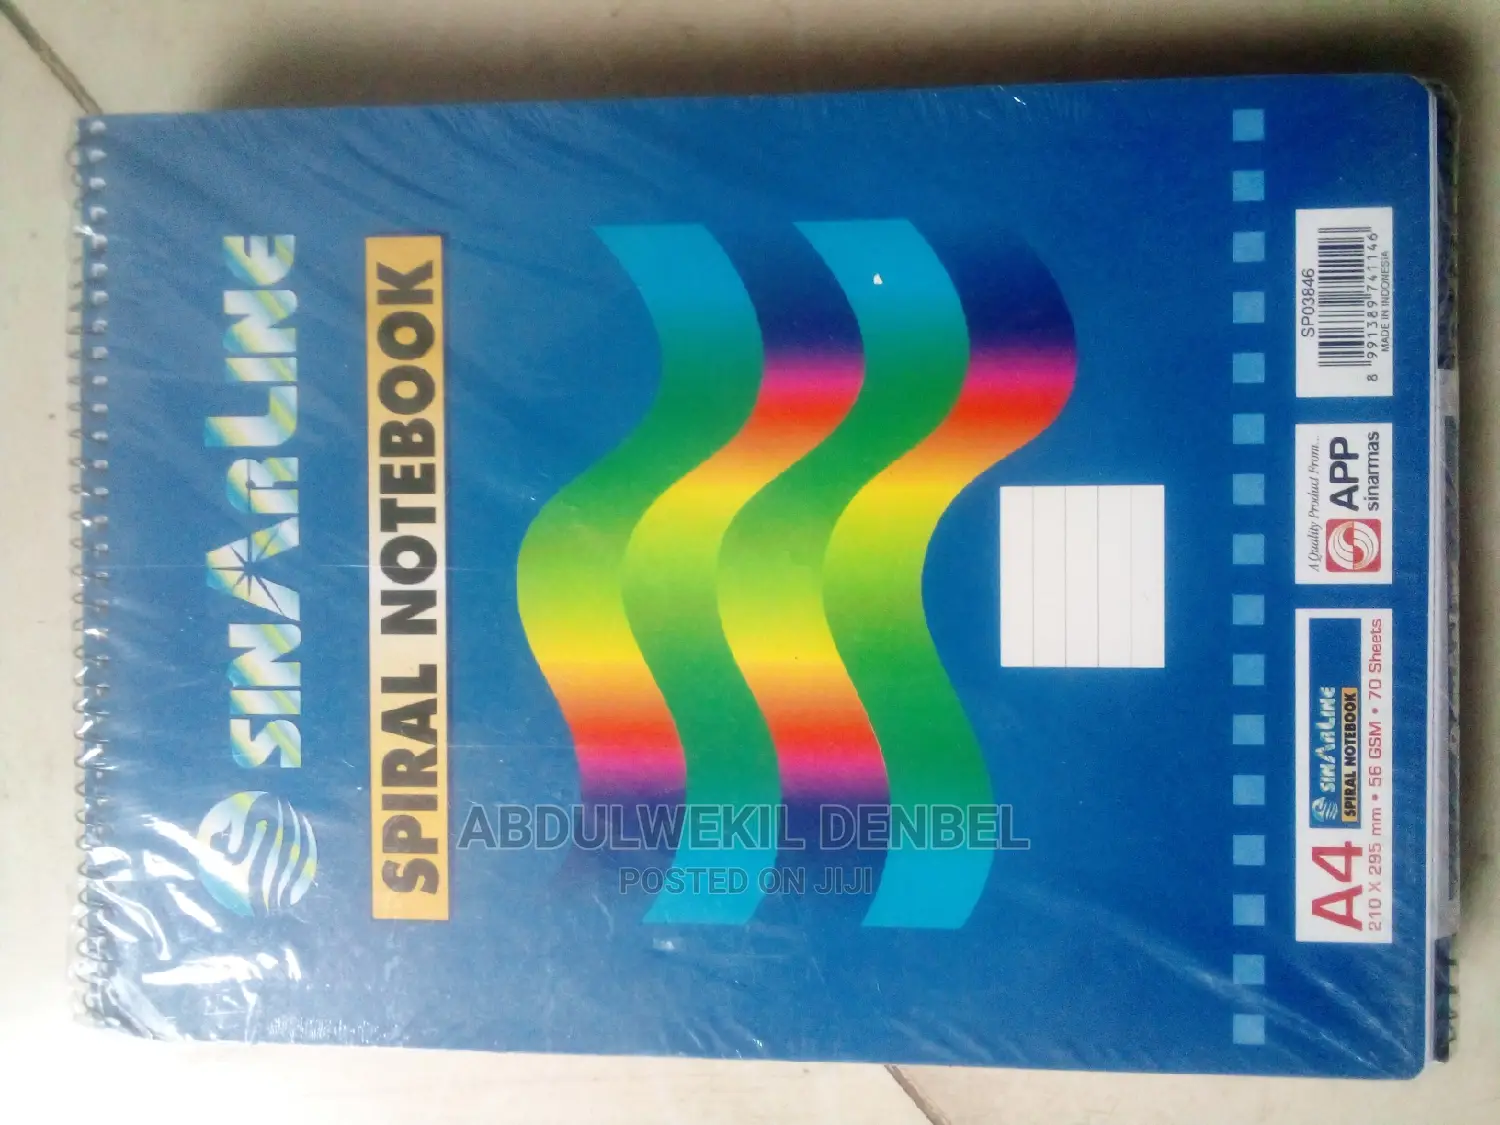 SINARLINE
SPIRAL NOTEBOOK
A4
210 X 295 mm • 56 GSM • 70 Sheets
SINARLINE
SPIRAL NOTEBOOK
A Quality Product From...
APP
sinarmas
SP03846
8 991389 741146
MADE IN INDONESIA
ABDULWEKIL DENBEL
POSTED ON JIJI